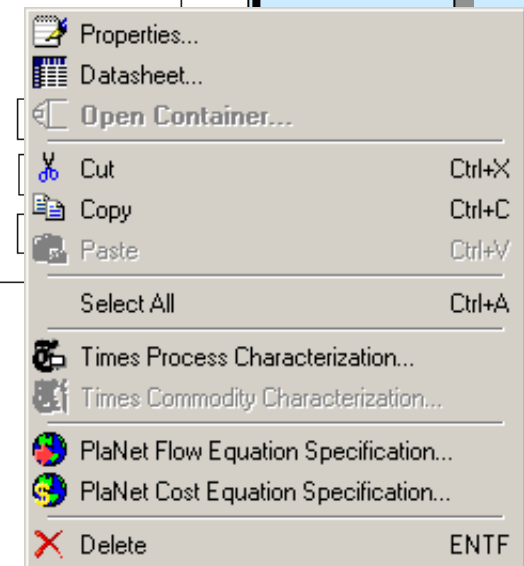 Properties...
Datasheet...
Open Container...
Cut Ctrl+X
Copy Ctrl+C
Paste Ctrl+V
Select All Ctrl+A
Times Process Characterization...
Times Commodity Characterization...
PlaNet Flow Equation Specification...
PlaNet Cost Equation Specification...
Delete ENTF